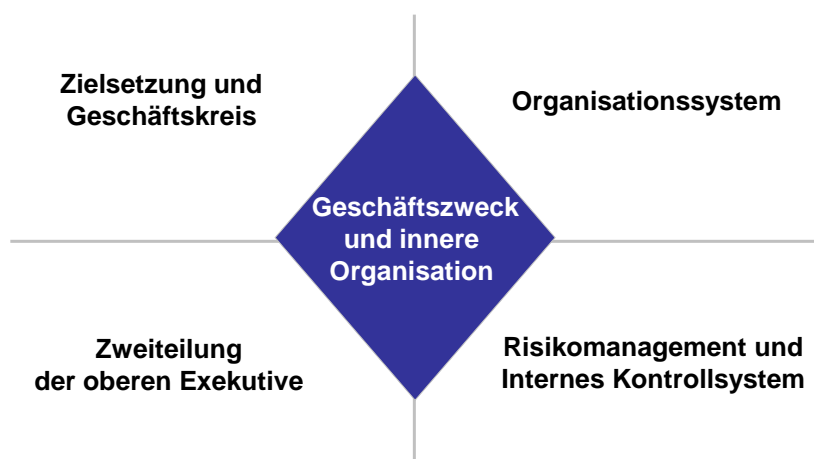 Zielsetzung und
Geschäftskreis
Organisationssystem
Geschäftszweck
und innere
Organisation
Zweiteilung
der oberen Exekutive
Risikomanagement und
Internes Kontrollsystem